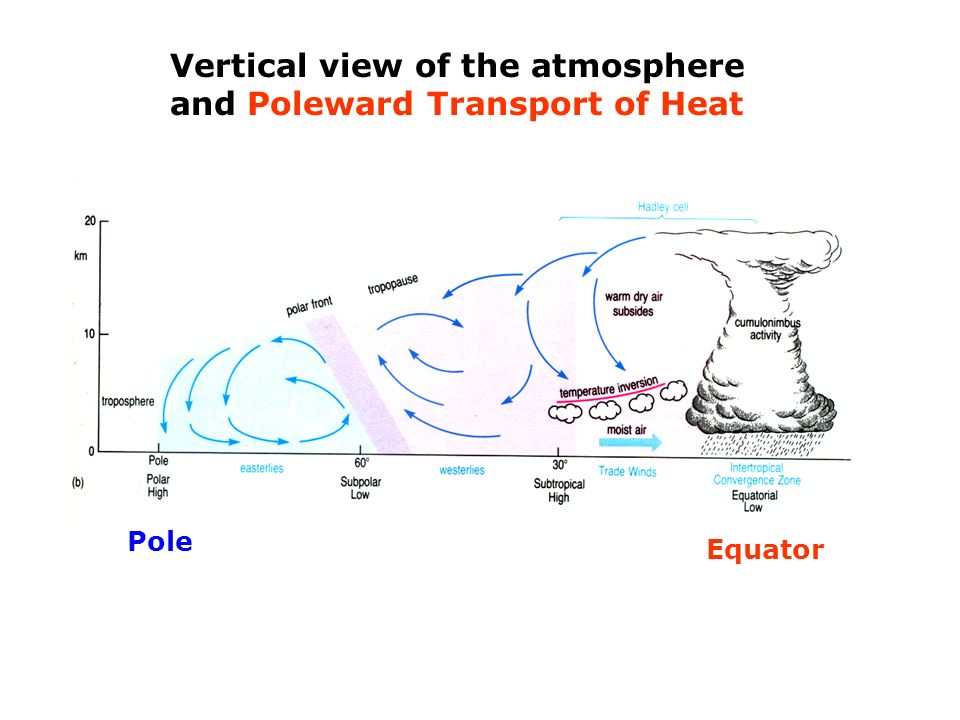 Vertical view of the atmosphere
and Poleward Transport of Heat
Hadley cell
20
km
tropopause
polar front
warm dry air
subsides
10
cumulonimbus
activity
troposphere
temperature inversion
moist air
0
Pole
easterlies
60°
westerlies
30°
Trade Winds
Intertropical
Convergence Zone
(b)
Polar
High
Subpolar
Low
Subtropical
High
Equatorial
Low
Pole
Equator